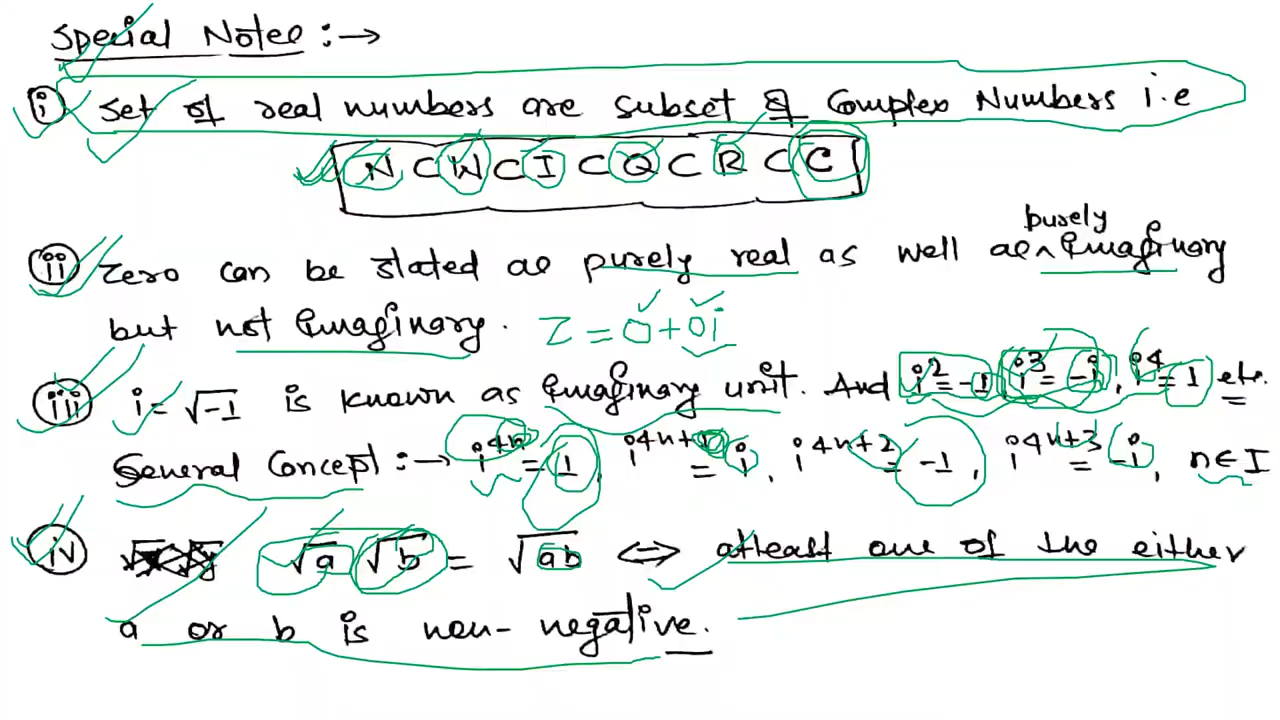 Special Notes :→
(i) Set of real numbers are subset of Complex Numbers i.e
N ⊂ W ⊂ I ⊂ Q ⊂ R ⊂ C
(ii) Zero can be stated as purely real as well as ^ purely Imaginary
but not Imaginary. Z = 0 + 0i
(iii) i = √-1 is known as Imaginary unit. And i² = -1, i³ = -i, i⁴ = 1 etc.
General Concept :→ i⁴ⁿ = 1, i⁴ⁿ⁺¹ = i, i⁴ⁿ⁺² = -1, i⁴ⁿ⁺³ = -i, n ∈ I
(iv) √a √b = √ab ⇔ atleast one of the either
a or b is non-negative.